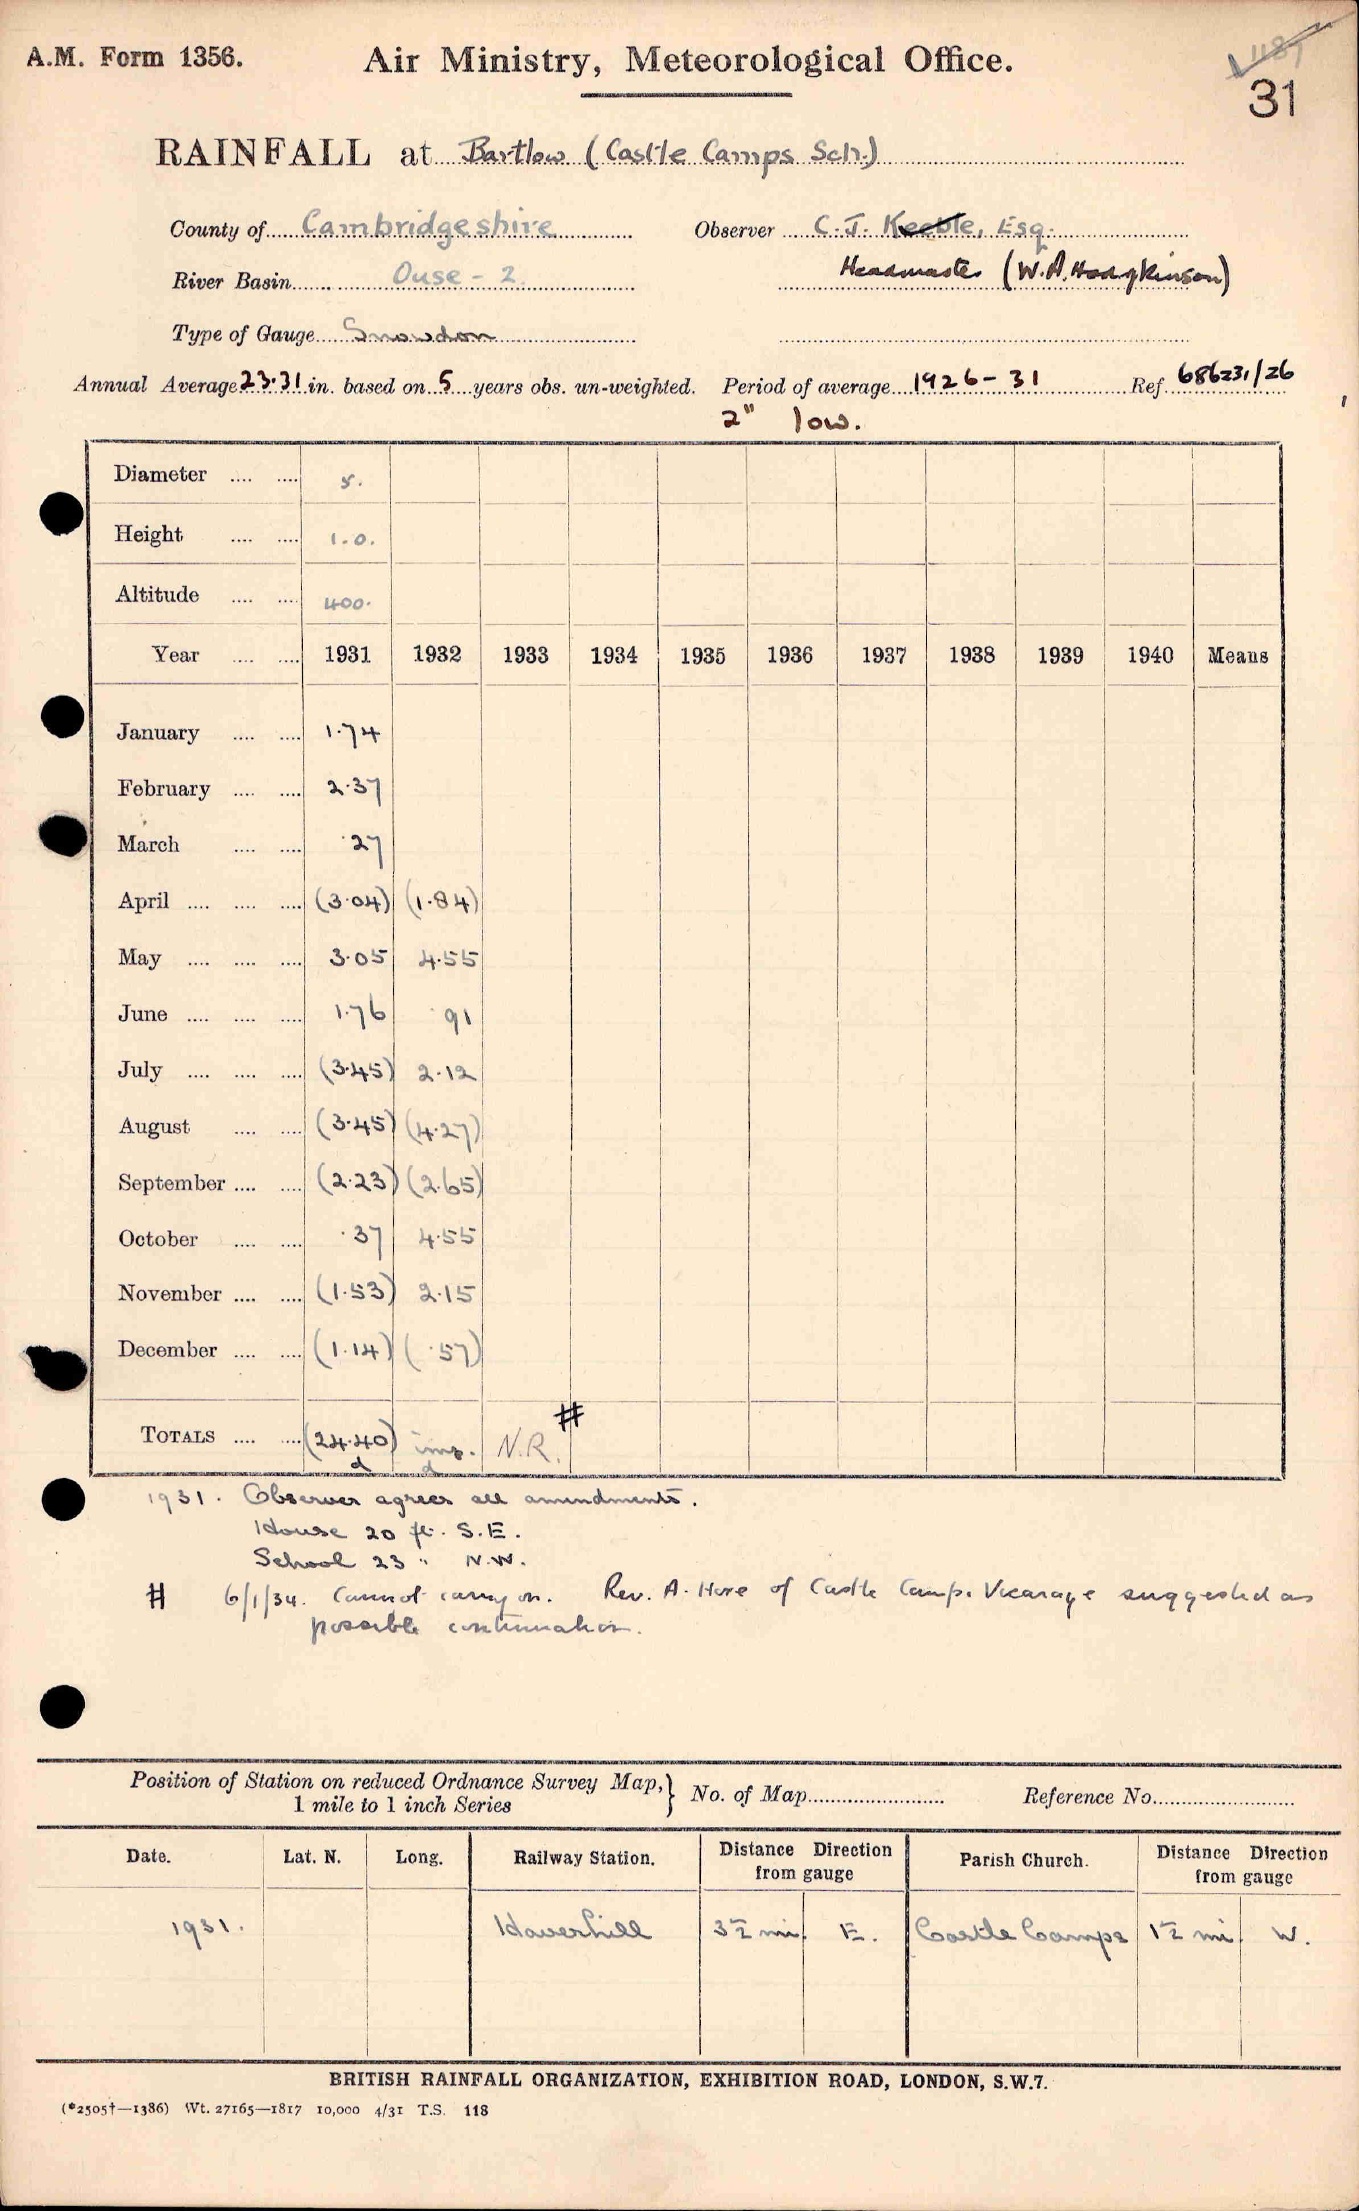 1187
A.M. Form 1356. Air Ministry, Meteorological Office.
31
RAINFALL at Bartlow (Castle Camps Sch.)
County of Cambridgeshire Observer C. J. Keeble, Esq.
River Basin Ouse - 2. Headmaster (W.A. Hodgkinson)
Type of Gauge Snowdon
Annual Average 23.31 in. based on 5 years obs. un-weighted. Period of average 1926-31 Ref. 686231/26
2" low.
Diameter .... .... 5.
Height .... .... 1.0.
Altitude .... .... 400.
Year .... .... 1931 1932 1933 1934 1935 1936 1937 1938 1939 1940 Means
January .... .... 1.74
February .... .... 2.37
March .... .... .27
April .... .... .... (3.04) (1.84)
May .... .... .... 3.05 4.55
June .... .... .... 1.76 .91
July .... .... .... (3.45) 2.12
August .... .... (3.45) (4.27)
September .... .... (2.23) (2.65)
October .... .... .37 4.55
November .... .... (1.53) 2.15
December .... .... (1.14) (.57)
TOTALS .... .... (24.40) imp. N.R. #
d d
1931. Observer agrees all amendments.
House 20 ft. S.E.
School 23 " N.W.
# 6/1/34. Cannot carry on. Rev. A. Hore of Castle Camps Vicarage suggested as
possible continuation.
Position of Station on reduced Ordnance Survey Map, } No. of Map Reference No.
1 mile to 1 inch Series
Date. Lat. N. Long. Railway Station. Distance Direction from gauge Parish Church. Distance Direction from gauge
1931. Haverhill 3½ mi. E. Castle Camps 1½ mi. W.
BRITISH RAINFALL ORGANIZATION, EXHIBITION ROAD, LONDON, S.W.7.
(*2505†—1386) Wt. 27165—1817 10,000 4/31 T.S. 118